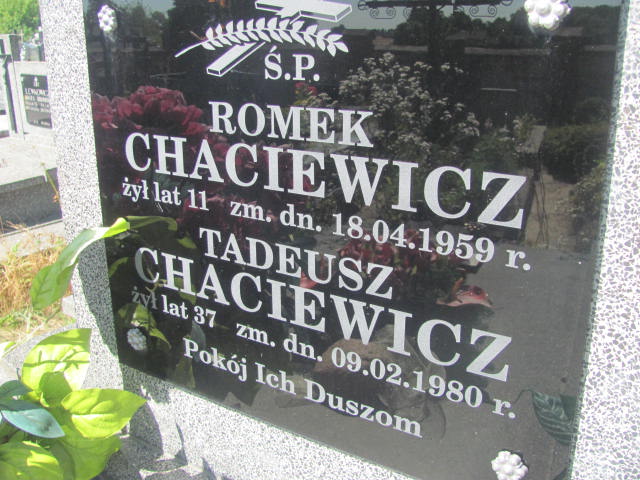 Ś.P.
ROMEK
CHACIEWICZ
żył lat 11 zm. dn. 18.04.1959 r.
TADEUSZ
CHACIEWICZ
żył lat 37 zm. dn. 09.02.1980 r.
Pokój Ich Duszom